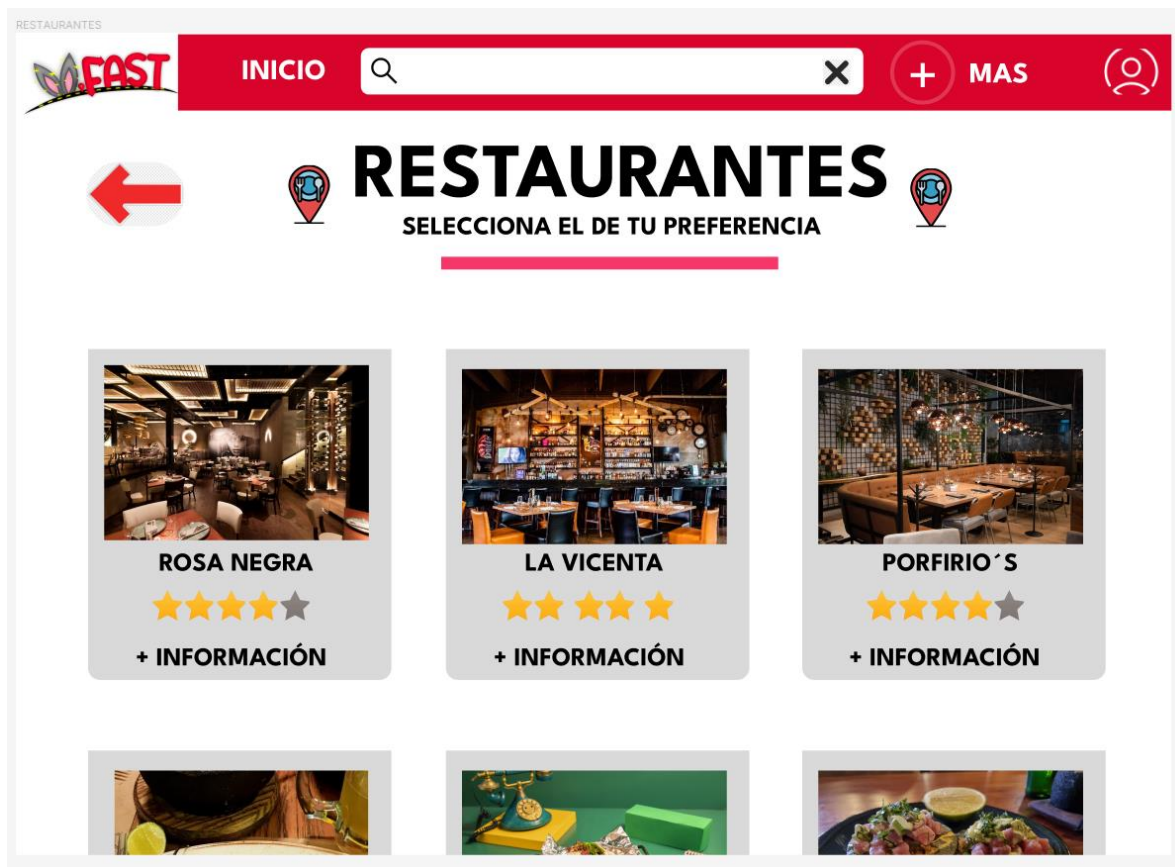 RESTAURANTES
FAST
INICIO
MAS
RESTAURANTES
SELECCIONA EL DE TU PREFERENCIA
ROSA NEGRA
LA VICENTA
PORFIRIO´S
+ INFORMACIÓN
+ INFORMACIÓN
+ INFORMACIÓN